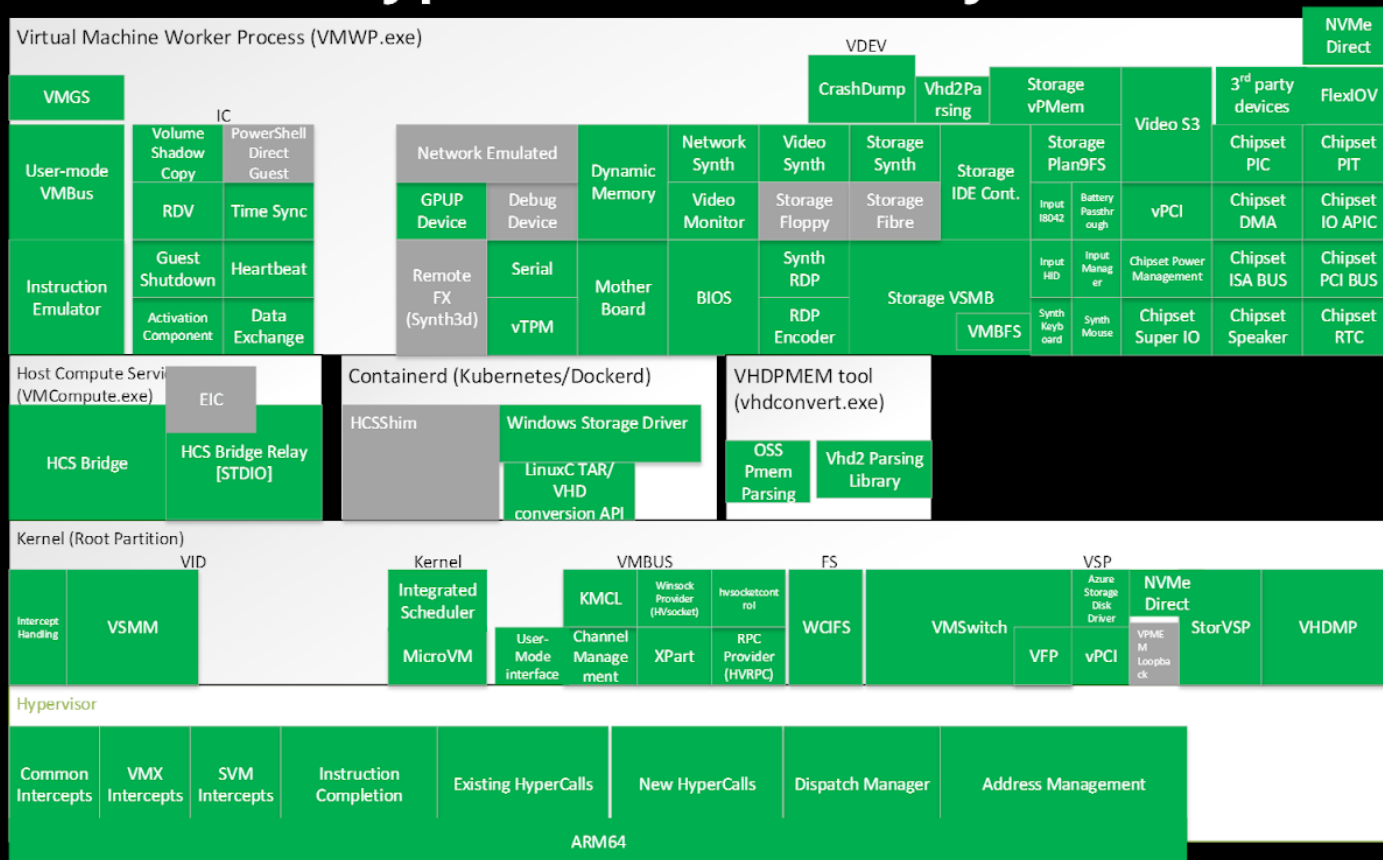 Virtual Machine Worker Process (VMWP.exe)
VDEV
NVMe
Direct
VMGS
IC
CrashDump
Vhd2Pa
rsing
Storage
vPMem
Video S3
3rd party
devices
FlexIOV
User-mode
VMBus
Volume
Shadow
Copy
PowerShell
Direct
Guest
Network Emulated
Dynamic
Memory
Network
Synth
Video
Synth
Storage
Synth
Storage
IDE Cont.
Storage
Plan9FS
Chipset
PIC
Chipset
PIT
RDV
Time Sync
GPUP
Device
Debug
Device
Video
Monitor
Storage
Floppy
Storage
Fibre
Input
I8042
Battery
Passthr
ough
vPCI
Chipset
DMA
Chipset
IO APIC
Instruction
Emulator
Guest
Shutdown
Heartbeat
Remote
FX
(Synth3d)
Serial
Mother
Board
BIOS
Synth
RDP
Storage VSMB
Input
HID
Input
Manag
er
Chipset Power
Management
Chipset
ISA BUS
Chipset
PCI BUS
Activation
Component
Data
Exchange
vTPM
RDP
Encoder
VMBFS
Synth
Keyb
oard
Synth
Mouse
Chipset
Super IO
Chipset
Speaker
Chipset
RTC
Host Compute Servi
(VMCompute.exe)
EIC
HCS Bridge
HCS Bridge Relay
[STDIO]
Containerd (Kubernetes/Dockerd)
HCSShim
Windows Storage Driver
LinuxC TAR/
VHD
conversion API
VHDPMEM tool
(vhdconvert.exe)
OSS
Pmem
Parsing
Vhd2 Parsing
Library
Kernel (Root Partition)
VID
Kernel
VMBUS
FS
VSP
Intercept
Handling
VSMM
Integrated
Scheduler
MicroVM
User-
Mode
interface
KMCL
Winsock
Provider
(HVsocket)
hvsocketcont
rol
Channel
Manage
ment
XPart
RPC
Provider
(HVRPC)
WCIFS
VMSwitch
VFP
Azure
Storage
Disk
Driver
vPCI
NVMe
Direct
VPME
M
Loopba
ck
StorVSP
VHDMP
Hypervisor
Common
Intercepts
VMX
Intercepts
SVM
Intercepts
Instruction
Completion
Existing HyperCalls
New HyperCalls
Dispatch Manager
Address Management
ARM64